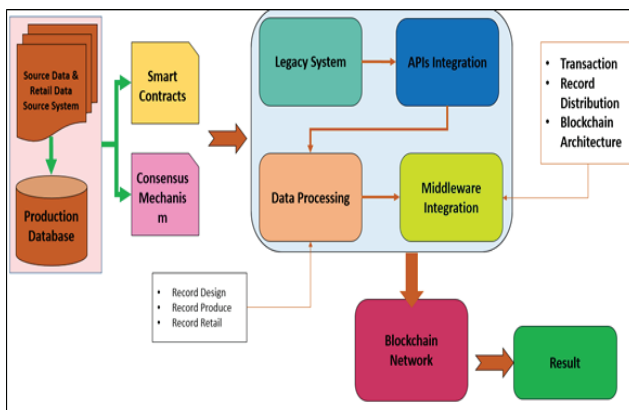 Source Data &
Retail Data
Source System
Production
Database
Smart
Contracts
Consensus
Mechanis
m
Legacy System
APIs Integration
Data Processing
Middleware
Integration
• Transaction
• Record
Distribution
• Blockchain
Architecture
• Record Design
• Record Produce
• Record Retail
Blockchain
Network
Result